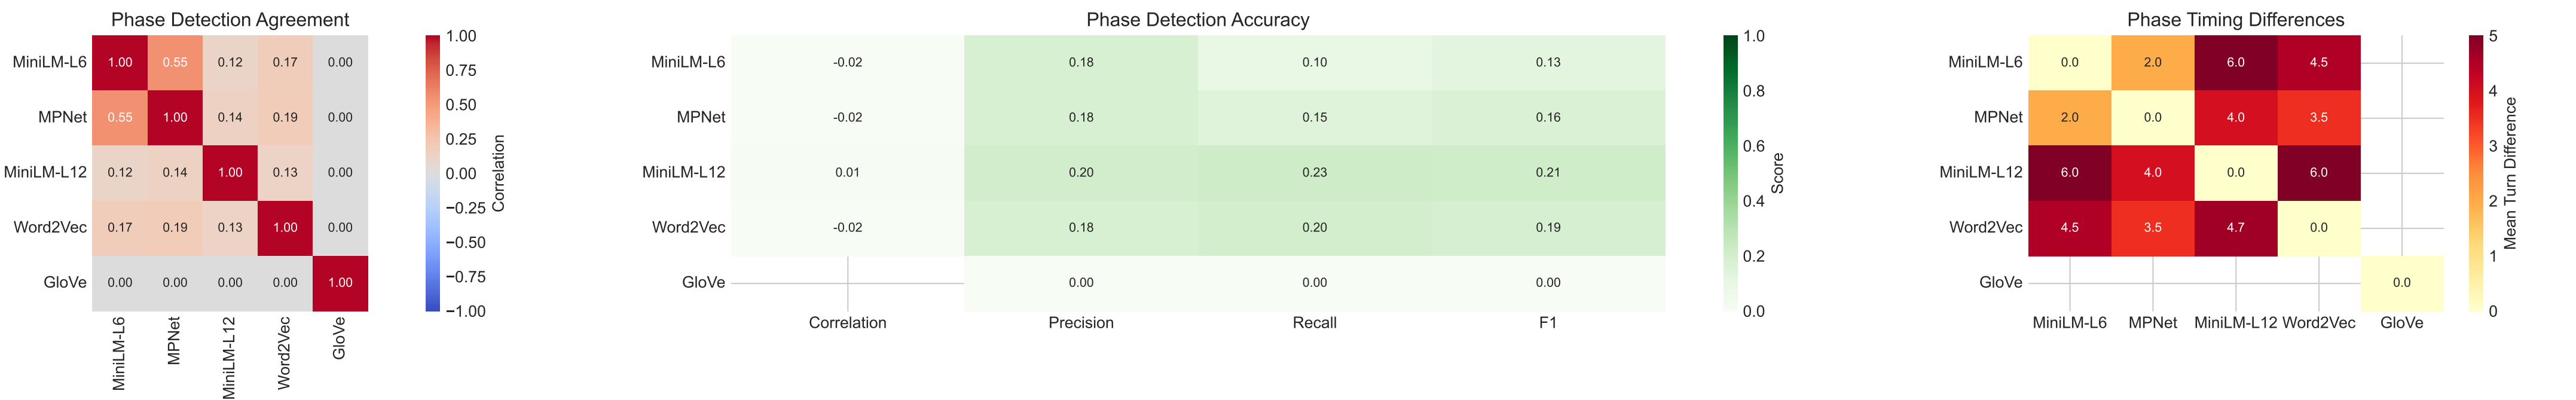 Phase Detection Agreement
MiniLM-L6 1.00 0.55 0.12 0.17 0.00
MPNet 0.55 1.00 0.14 0.19 0.00
MiniLM-L12 0.12 0.14 1.00 0.13 0.00
Word2Vec 0.17 0.19 0.13 1.00 0.00
GloVe 0.00 0.00 0.00 0.00 1.00
MiniLM-L6 MPNet MiniLM-L12 Word2Vec GloVe
1.00
0.75
0.50
0.25
0.00
−0.25
−0.50
−0.75
−1.00
Correlation
Phase Detection Accuracy
MiniLM-L6 -0.02 0.18 0.10 0.13
MPNet -0.02 0.18 0.15 0.16
MiniLM-L12 0.01 0.20 0.23 0.21
Word2Vec -0.02 0.18 0.20 0.19
GloVe 0.00 0.00 0.00
Correlation Precision Recall F1
1.0
0.8
0.6
0.4
0.2
0.0
Score
Phase Timing Differences
MiniLM-L6 0.0 2.0 6.0 4.5
MPNet 2.0 0.0 4.0 3.5
MiniLM-L12 6.0 4.0 0.0 6.0
Word2Vec 4.5 3.5 4.7 0.0
GloVe 0.0
MiniLM-L6 MPNet MiniLM-L12 Word2Vec GloVe
5
4
3
2
1
0
Mean Turn Difference